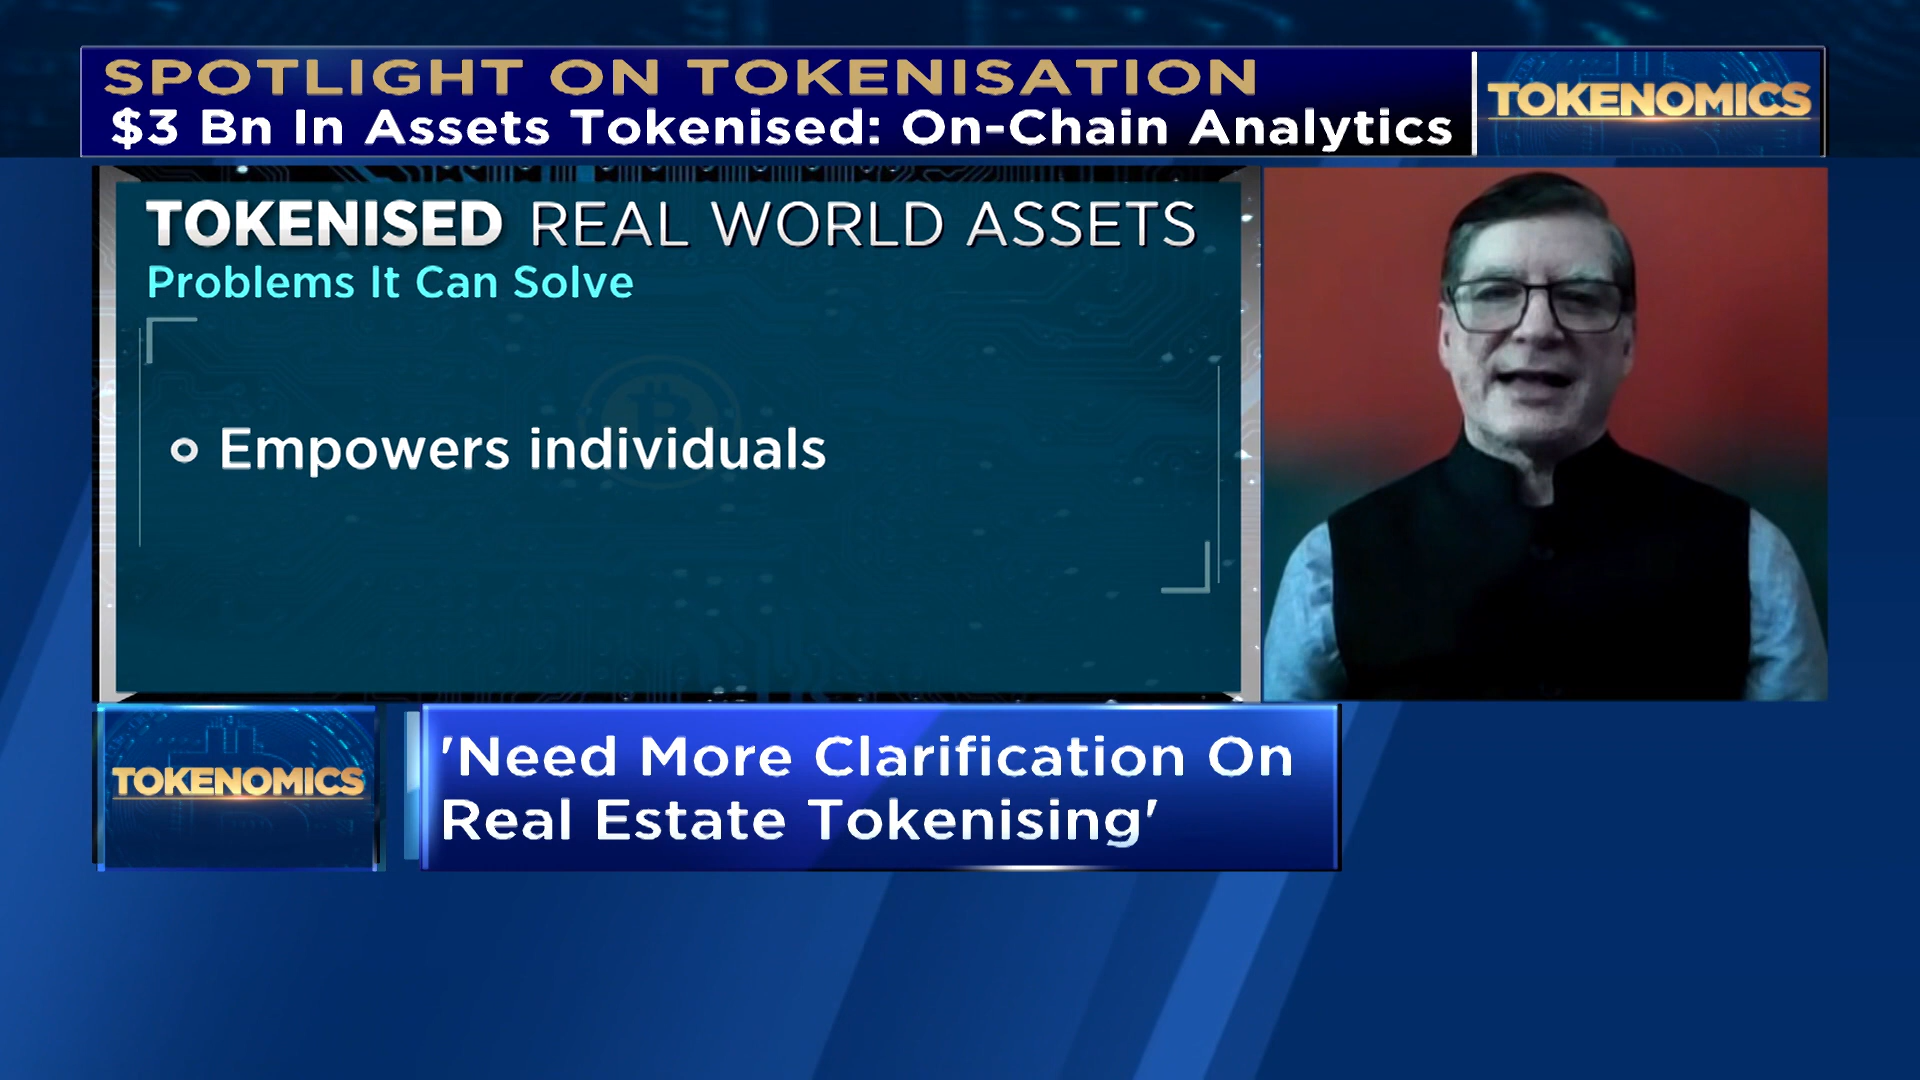 SPOTLIGHT ON TOKENISATION
$3 Bn In Assets Tokenised: On-Chain Analytics
TOKENOMICS
TOKENISED REAL WORLD ASSETS
Problems It Can Solve
Empowers individuals
TOKENOMICS
'Need More Clarification On
Real Estate Tokenising'